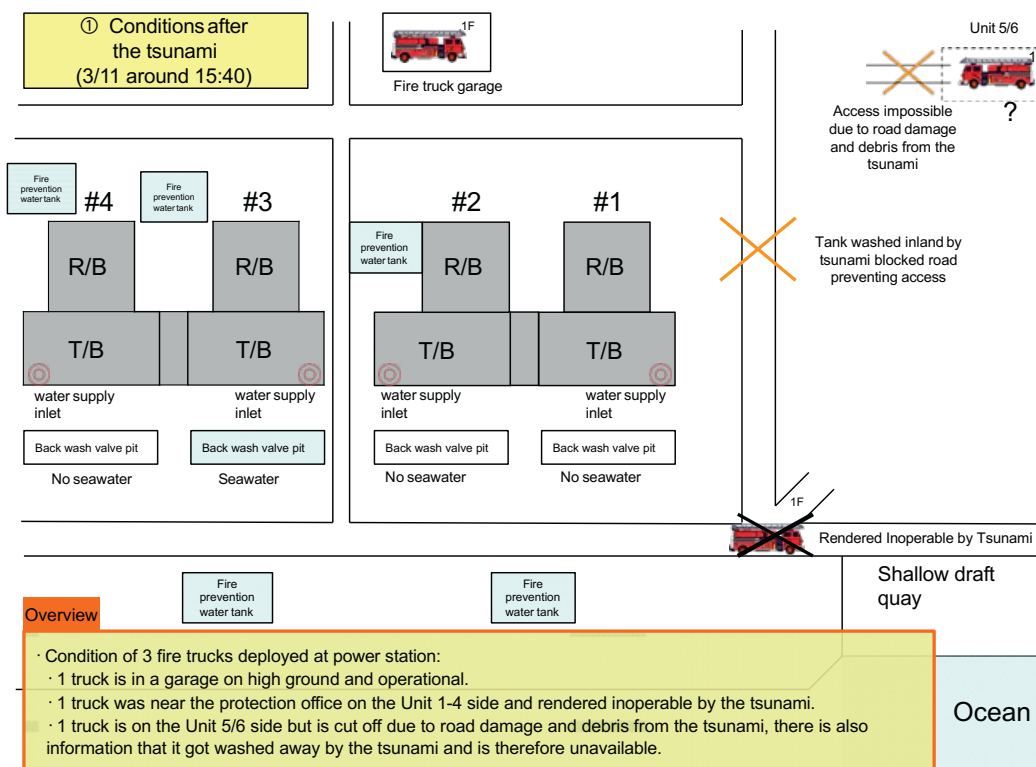 ① Conditions after
the tsunami
(3/11 around 15:40)
1F
Fire truck garage
Unit 5/6
1
?
Access impossible
due to road damage
and debris from the
tsunami
Fire
prevention
water tank
#4
Fire
prevention
water tank
#3
#2
#1
Fire
prevention
water tank
R/B
R/B
R/B
R/B
Tank washed inland by
tsunami blocked road
preventing access
T/B
T/B
T/B
T/B
water supply
inlet
water supply
inlet
water supply
inlet
water supply
inlet
Back wash valve pit
Back wash valve pit
Back wash valve pit
Back wash valve pit
No seawater
Seawater
No seawater
No seawater
1F
Rendered Inoperable by Tsunami
Shallow draft
quay
Fire
prevention
water tank
Fire
prevention
water tank
Overview
· Condition of 3 fire trucks deployed at power station:
· 1 truck is in a garage on high ground and operational.
· 1 truck was near the protection office on the Unit 1-4 side and rendered inoperable by the tsunami.
· 1 truck is on the Unit 5/6 side but is cut off due to road damage and debris from the tsunami, there is also
information that it got washed away by the tsunami and is therefore unavailable.
Ocean